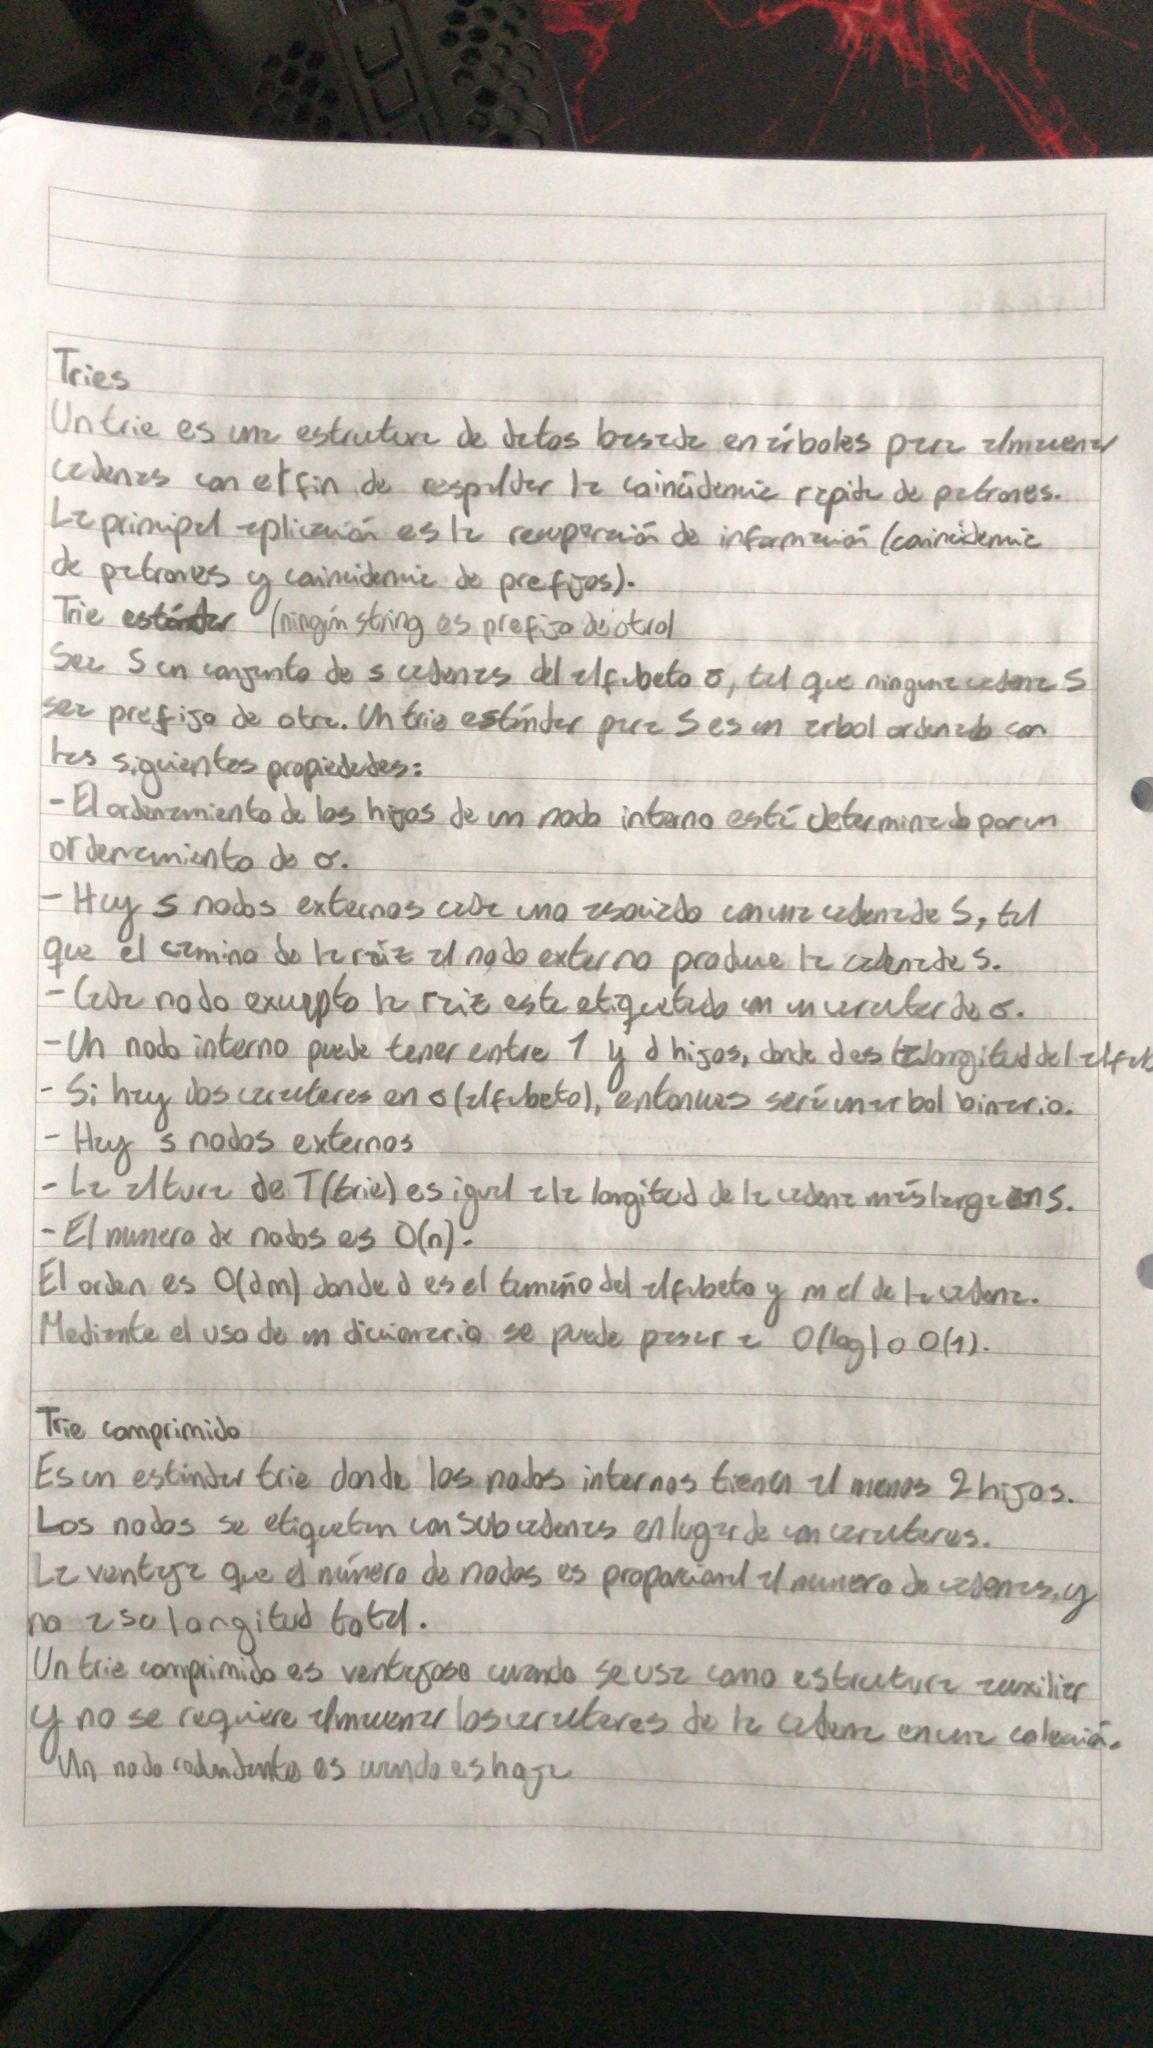 Tries
Un trie es una estructura de datos basada en árboles para almacenar
cadenas con el fin de respaldar la coincidencia rapida de patrones.
La principal aplicación es la recuperación de información (coincidencia
de patrones y coincidencia de prefijos).
Trie estándar (ningún string es prefijo de otro)
Sea S un conjunto de s cadenas del alfabeto σ, tal que ninguna cadena S
sea prefijo de otra. Un trie estándar para S es un arbol ordenado con
las siguientes propiedades:
- El ordenamiento de los hijos de un nodo interno está determinado por un
ordenamiento de σ.
- Hay s nodos externos cada uno asociado con una cadena de S, tal
que el camino de la raiz al nodo externo produce la cadena de S.
- Cada nodo excepto la raiz esta etiquetado con un caracter de σ.
- Un nodo interno puede tener entre 1 y d hijos, donde d es la longitud del alfab
- Si hay dos caracteres en σ (alfabeto), entonces será un arbol binario.
- Hay s nodos externos
- La altura de T(trie) es igual a la longitud de la cadena más larga en S.
- El numero de nodos es O(n).
El orden es O(dm) donde d es el tamaño del alfabeto y m el de la cadena.
Mediante el uso de un diccionario se puede pasar a O(log) o O(1).
Trie comprimido
Es un estándar trie donde los nodos internos tienen al menos 2 hijos.
Los nodos se etiquetan con subcadenas en lugar de con caracteres.
La ventaja que el número de nodos es proporcional al numero de cadenas, y
no a su longitud total.
Un trie comprimido es ventajoso cuando se usa como estructura auxiliar
y no se requiere almacenar los caracteres de la cadena en una colección.
Un nodo redundante es cuando es hoja